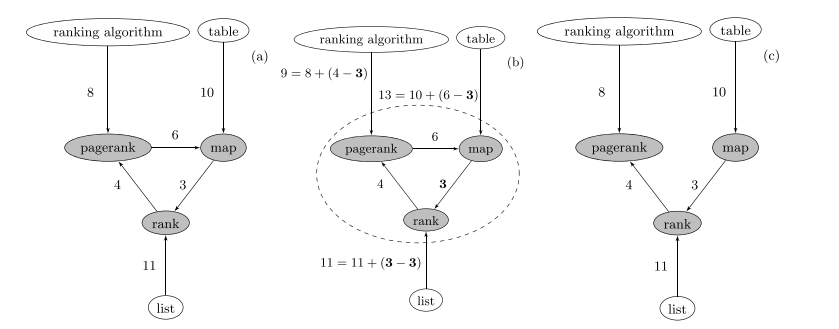 ranking algorithm
table
(a)
8
10
pagerank
6
map
4
3
rank
11
list
ranking algorithm
table
(b)
9 = 8 + (4 − 3)
13 = 10 + (6 − 3)
pagerank
6
map
4
3
rank
11 = 11 + (3 − 3)
list
ranking algorithm
table
(c)
8
10
pagerank
map
4
3
rank
11
list